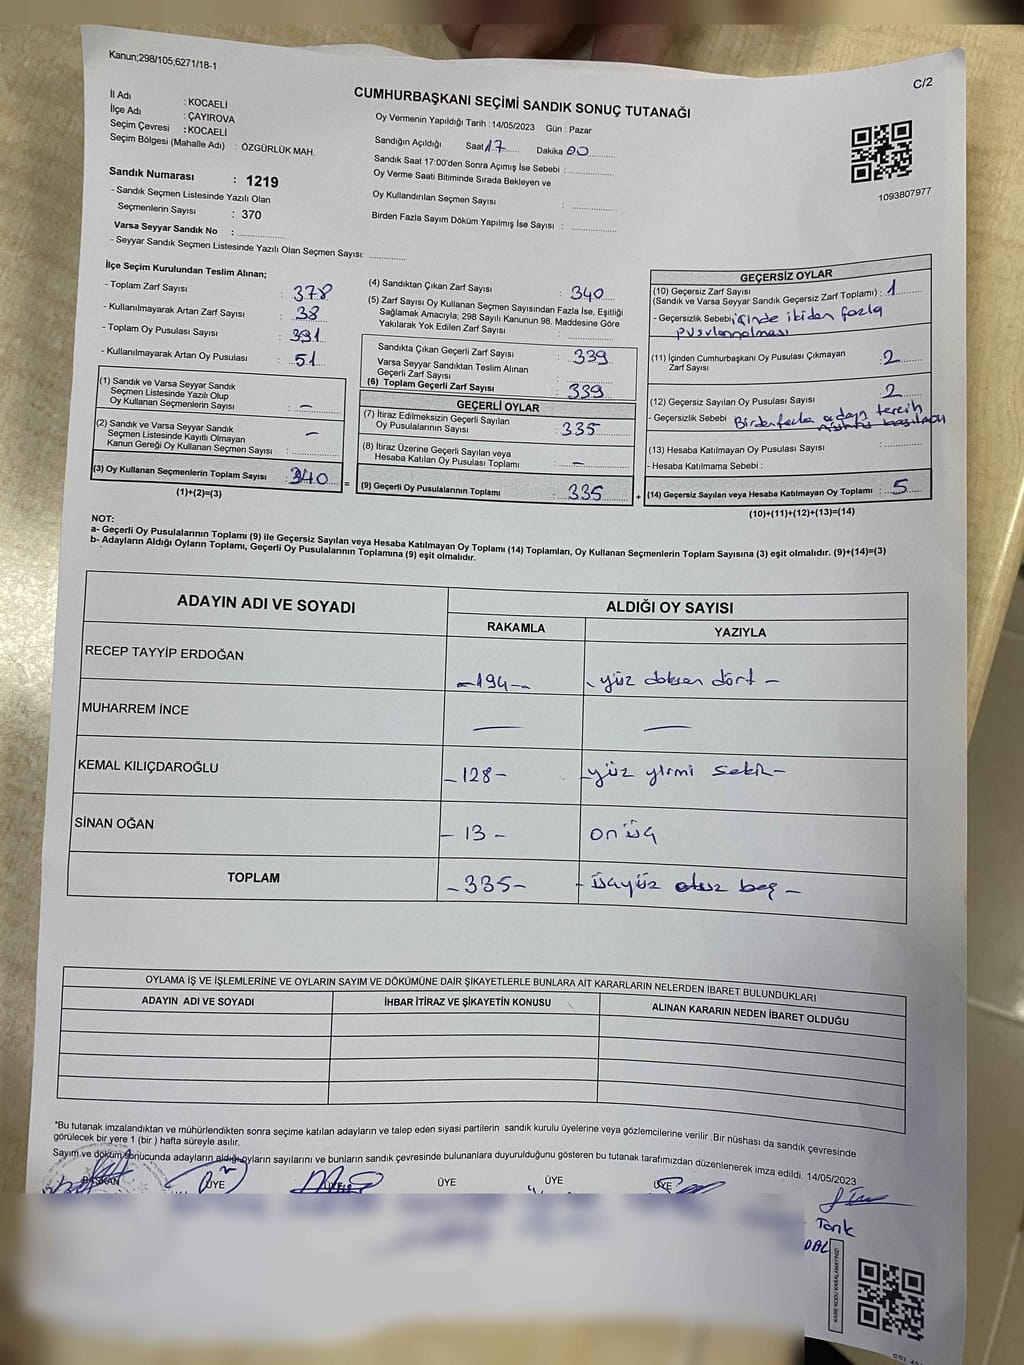 Kanun;298/105;6271/18-1
C/2
CUMHURBAŞKANI SEÇİMİ SANDIK SONUÇ TUTANAĞI
İl Adı : KOCAELİ
İlçe Adı : ÇAYIROVA
Seçim Çevresi : KOCAELİ
Seçim Bölgesi (Mahalle Adı) : ÖZGÜRLÜK MAH.
Sandık Numarası : 1219
- Sandık Seçmen Listesinde Yazılı Olan
Seçmenlerin Sayısı : 370
Varsa Seyyar Sandık No :
- Seyyar Sandık Seçmen Listesinde Yazılı Olan Seçmen Sayısı:
Oy Vermenin Yapıldığı Tarih : 14/05/2023 Gün : Pazar
Sandığın Açıldığı Saat 17 Dakika 00
Sandık Saat 17:00'den Sonra Açımış İse Sebebi :
Oy Verme Saati Bitiminde Sırada Bekleyen ve
Oy Kullandırılan Seçmen Sayısı :
Birden Fazla Sayım Döküm Yapılmış İse Sayısı :
1093807977
İlçe Seçim Kurulundan Teslim Alınan;
- Toplam Zarf Sayısı : 378
- Kullanılmayarak Artan Zarf Sayısı : 38
- Toplam Oy Pusulası Sayısı : 391
- Kullanılmayarak Artan Oy Pusulası : 51
(1) Sandık ve Varsa Seyyar Sandık
Seçmen Listesinde Yazılı Olup
Oy Kullanan Seçmenlerin Sayısı : –
(2) Sandık ve Varsa Seyyar Sandık
Seçmen Listesinde Kayıtlı Olmayan
Kanun Gereği Oy Kullanan Seçmen Sayısı : –
(3) Oy Kullanan Seçmenlerin Toplam Sayısı : 340
(1)+(2)=(3)
=
(4) Sandıktan Çıkan Zarf Sayısı : 340
(5) Zarf Sayısı Oy Kullanan Seçmen Sayısından Fazla İse, Eşitliği
Sağlamak Amacıyla; 298 Sayılı Kanunun 98. Maddesine Göre
Yakılarak Yok Edilen Zarf Sayısı :
Sandıkta Çıkan Geçerli Zarf Sayısı : 339
Varsa Seyyar Sandıktan Teslim Alınan
Geçerli Zarf Sayısı :
(6) Toplam Geçerli Zarf Sayısı : 339
GEÇERLİ OYLAR
(7) İtiraz Edilmeksizin Geçerli Sayılan
Oy Pusulalarının Sayısı : 335
(8) İtiraz Üzerine Geçerli Sayılan veya
Hesaba Katılan Oy Pusulası Toplamı : –
(9) Geçerli Oy Pusulalarının Toplamı : 335
+
GEÇERSİZ OYLAR
(10) Geçersiz Zarf Sayısı
(Sandık ve Varsa Seyyar Sandık Geçersiz Zarf Toplamı) : 1
- Geçersizlik Sebebi : içinde ikiden fazla
pusula olması
(11) İçinden Cumhurbaşkanı Oy Pusulası Çıkmayan
Zarf Sayısı : 2
(12) Geçersiz Sayılan Oy Pusulası Sayısı : 2
- Geçersizlik Sebebi Birden fazla adayı tercih
(13) Hesaba Katılmayan Oy Pusulası Sayısı :
- Hesaba Katılmama Sebebi :
(14) Geçersiz Sayılan veya Hesaba Katılmayan Oy Toplamı : 5
(10)+(11)+(12)+(13)=(14)
NOT:
a- Geçerli Oy Pusulalarının Toplamı (9) ile Geçersiz Sayılan veya Hesaba Katılmayan Oy Toplamı (14) Toplamları, Oy Kullanan Seçmenlerin Toplam Sayısına (3) eşit olmalıdır. (9)+(14)=(3)
b- Adayların Aldığı Oyların Toplamı, Geçerli Oy Pusulalarının Toplamına (9) eşit olmalıdır.
ADAYIN ADI VE SOYADI
ALDIĞI OY SAYISI
RAKAMLA YAZIYLA
RECEP TAYYİP ERDOĞAN – 194 – – yüz doksan dört –
MUHARREM İNCE — —
KEMAL KILIÇDAROĞLU – 128 – – yüz yirmi sekiz –
SİNAN OĞAN – 13 – on üç
TOPLAM – 335 – – üçyüz otuz beş –
OYLAMA İŞ VE İŞLEMLERİNE VE OYLARIN SAYIM VE DÖKÜMÜNE DAİR ŞİKAYETLERLE BUNLARA AİT KARARLARIN NELERDEN İBARET BULUNDUKLARI
ADAYIN ADI VE SOYADI İHBAR İTİRAZ VE ŞİKAYETİN KONUSU ALINAN KARARIN NEDEN İBARET OLDUĞU
*Bu tutanak imzalandıktan ve mühürlendikten sonra seçime katılan adayların ve talep eden siyasi partilerin sandık kurulu üyelerine veya gözlemcilerine verilir .Bir nüshası da sandık çevresinde
görülecek bir yere 1 (bir ) hafta süreyle asılır.
Sayım ve döküm sonucunda adayların aldığı oyların sayılarını ve bunların sandık çevresinde bulunanlara duyurulduğunu gösteren bu tutanak tarafımızdan düzenlenerek imza edildi. 14/05/2023
BAŞKAN ÜYE ÜYE ÜYE ÜYE ÜYE
Tarık
DAL
KARE KODU KARALAMAYINIZ!